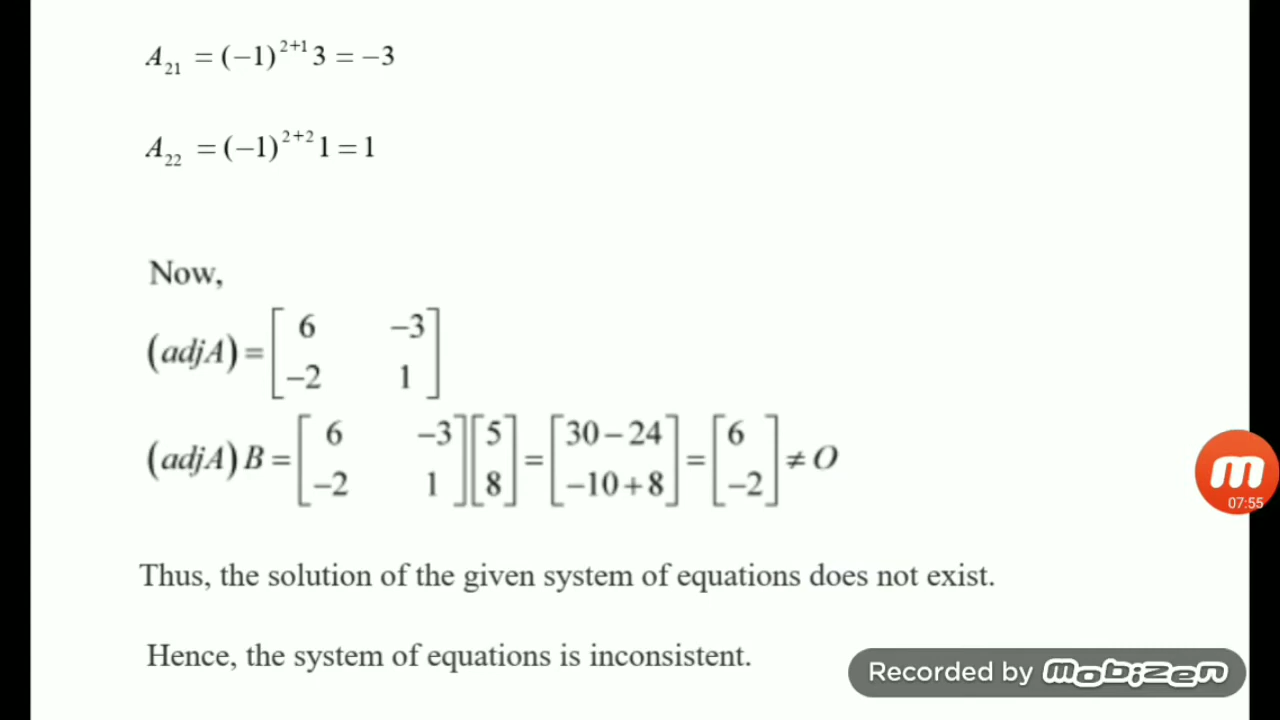 A₂₁ = (−1)²⁺¹ 3 = −3
A₂₂ = (−1)²⁺² 1 = 1
Now,
(adjA) = [6 −3; −2 1]
(adjA) B = [6 −3; −2 1] [5; 8] = [30 − 24; −10 + 8] = [6; −2] ≠ O
Thus, the solution of the given system of equations does not exist.
Hence, the system of equations is inconsistent.
07:55
Recorded by Mobizen